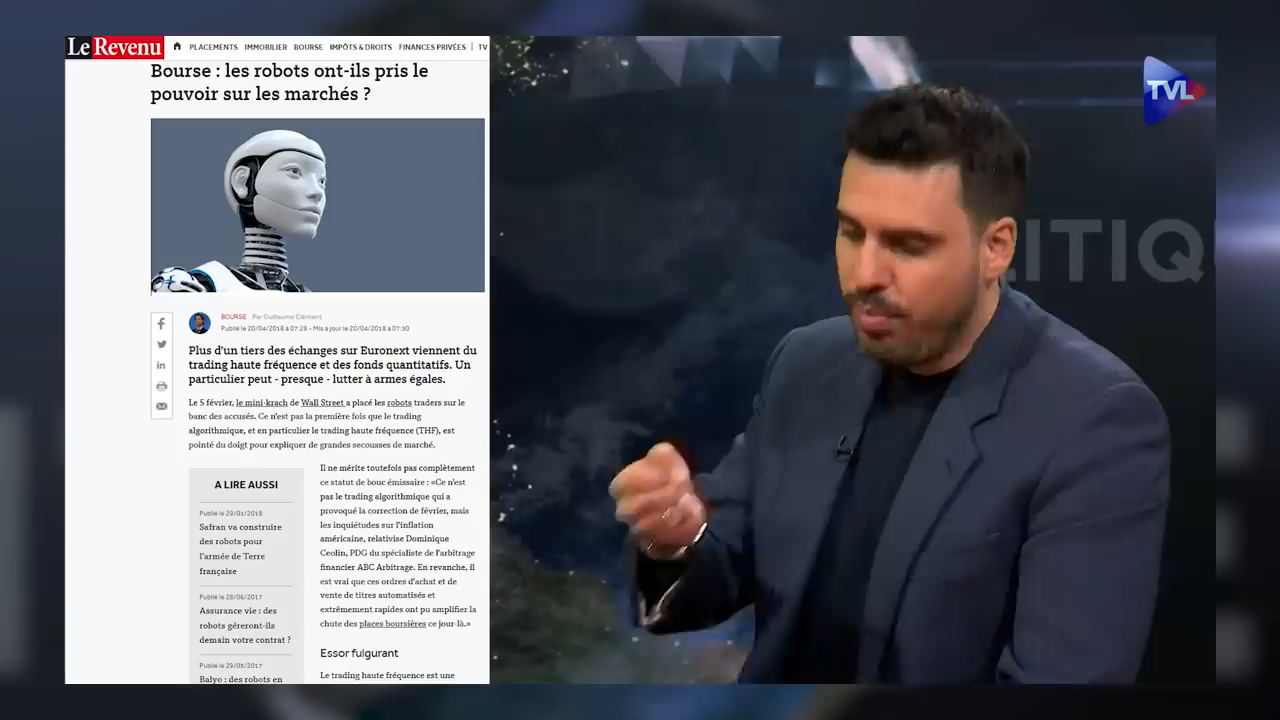 Le Revenu
PLACEMENTS IMMOBILIER BOURSE IMPÔTS & DROITS FINANCES PRIVÉES | TV
Bourse : les robots ont-ils pris le
pouvoir sur les marchés ?
BOURSE Par Guillaume Clément
Publié le 20/04/2018 à 07:28 - Mis à jour le 20/04/2018 à 07:30
Plus d'un tiers des échanges sur Euronext viennent du
trading haute fréquence et des fonds quantitatifs. Un
particulier peut - presque - lutter à armes égales.
Le 5 février, le mini-krach de Wall Street a placé les robots traders sur le
banc des accusés. Ce n'est pas la première fois que le trading
algorithmique, et en particulier le trading haute fréquence (THF), est
pointé du doigt pour expliquer de grandes secousses de marché.
A LIRE AUSSI
Publié le 29/01/2018
Safran va construire
des robots pour
l'armée de Terre
française
Publié le 28/06/2017
Assurance vie : des
robots géreront-ils
demain votre contrat ?
Publié le 29/05/2017
Balyo : des robots en
Il ne mérite toutefois pas complètement
ce statut de bouc émissaire : «Ce n'est
pas le trading algorithmique qui a
provoqué la correction de février, mais
les inquiétudes sur l'inflation
américaine, relativise Dominique
Ceolin, PDG du spécialiste de l'arbitrage
financier ABC Arbitrage. En revanche, il
est vrai que ces ordres d'achat et de
vente de titres automatisés et
extrêmement rapides ont pu amplifier la
chute des places boursières ce jour-là.»
Essor fulgurant
Le trading haute fréquence est une
TVL
LITIQU